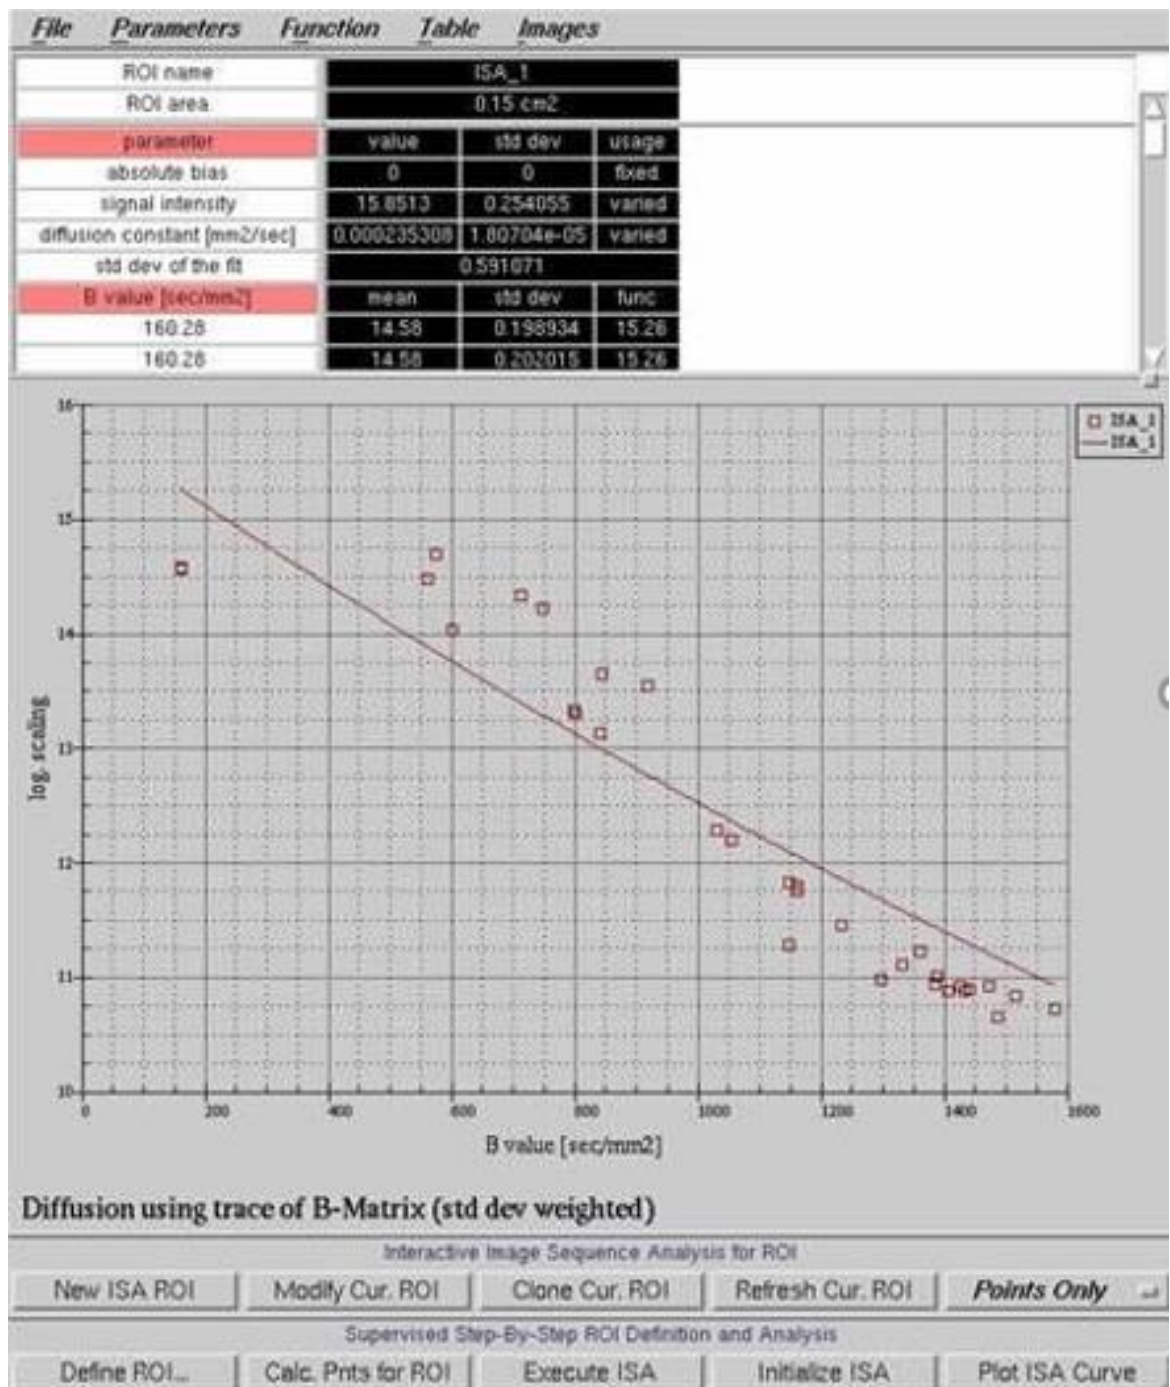 File Parameters Function Table Images
ROI name ISA_1
ROI area 0.15 cm2
parameter value std dev usage
absolute bias 0 0 fixed
signal intensity 15.8513 0.254055 varied
diffusion constant [mm2/sec] 0.000235308 1.80704e-05 varied
std dev of the fit 0.591071
B value [sec/mm2] mean std dev func
160.28 14.58 0.198934 15.26
160.28 14.58 0.202015 15.26
ISA_1
ISA_1
16
15
14
13
12
11
10
log. scaling
0 200 400 600 800 1000 1200 1400 1600
B value [sec/mm2]
Diffusion using trace of B-Matrix (std dev weighted)
Interactive Image Sequence Analysis for ROI
New ISA ROI Modify Cur. ROI Clone Cur. ROI Refresh Cur. ROI Points Only
Supervised Step-By-Step ROI Definition and Analysis
Define ROI... Calc. Pnts for ROI Execute ISA Initialize ISA Plot ISA Curve